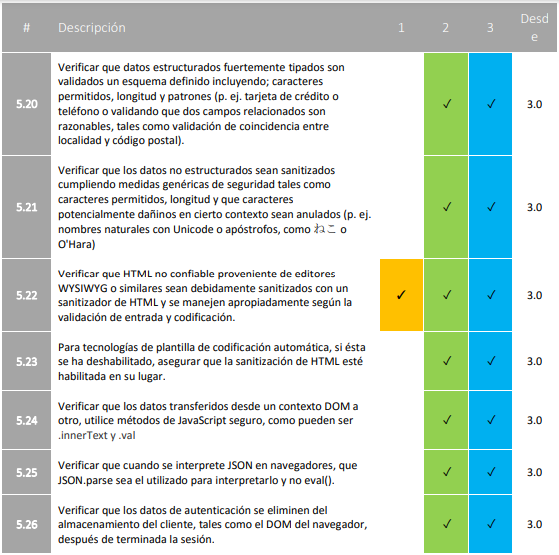 # Descripción 1 2 3 Desd
e
5.20 Verificar que datos estructurados fuertemente tipados son
validados un esquema definido incluyendo; caracteres
permitidos, longitud y patrones (p. ej. tarjeta de crédito o
teléfono o validando que dos campos relacionados son
razonables, tales como validación de coincidencia entre
localidad y código postal).
✓ ✓ 3.0
5.21 Verificar que los datos no estructurados sean sanitizados
cumpliendo medidas genéricas de seguridad tales como
caracteres permitidos, longitud y que caracteres
potencialmente dañinos en cierto contexto sean anulados (p. ej.
nombres naturales con Unicode o apóstrofos, como ねこ o
O'Hara)
✓ ✓ 3.0
5.22 Verificar que HTML no confiable proveniente de editores
WYSIWYG o similares sean debidamente sanitizados con un
sanitizador de HTML y se manejen apropiadamente según la
validación de entrada y codificación.
✓ ✓ ✓ 3.0
5.23 Para tecnologías de plantilla de codificación automática, si ésta
se ha deshabilitado, asegurar que la sanitización de HTML esté
habilitada en su lugar.
✓ ✓ 3.0
5.24 Verificar que los datos transferidos desde un contexto DOM a
otro, utilice métodos de JavaScript seguro, como pueden ser
.innerText y .val
✓ ✓ 3.0
5.25 Verificar que cuando se interprete JSON en navegadores, que
JSON.parse sea el utilizado para interpretarlo y no eval().
✓ ✓ 3.0
5.26 Verificar que los datos de autenticación se eliminen del
almacenamiento del cliente, tales como el DOM del navegador,
después de terminada la sesión.
✓ ✓ 3.0